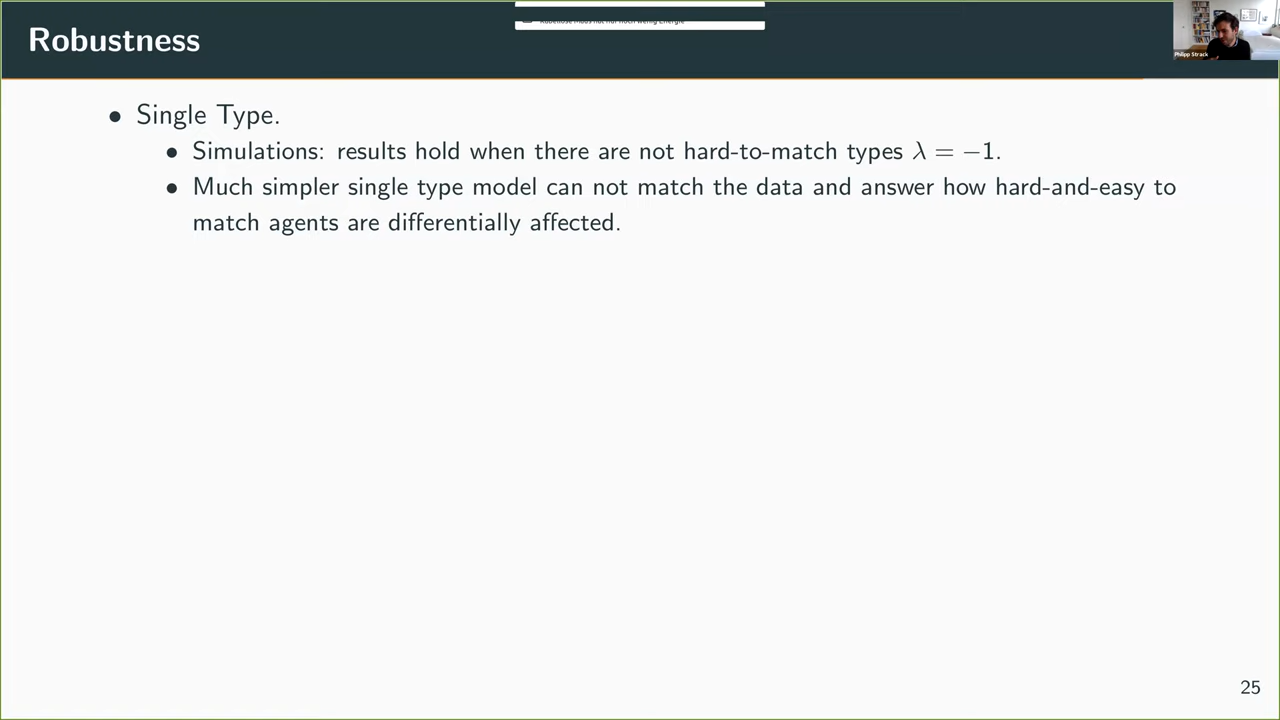 Robustness
Philipp Strack
• Single Type.
• Simulations: results hold when there are not hard-to-match types λ = −1.
• Much simpler single type model can not match the data and answer how hard-and-easy to
match agents are differentially affected.
25